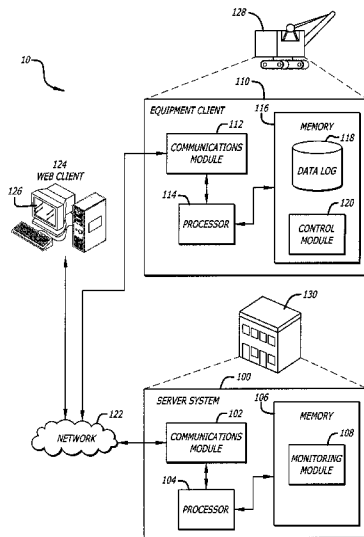 128
10
110
EQUIPMENT CLIENT
116
112
MEMORY
COMMUNICATIONS
MODULE
118
DATA LOG
124
WEB CLIENT
126
114
120
PROCESSOR
CONTROL
MODULE
130
100
SERVER SYSTEM
106
122
102
MEMORY
NETWORK
COMMUNICATIONS
MODULE
108
MONITORING
MODULE
104
PROCESSOR